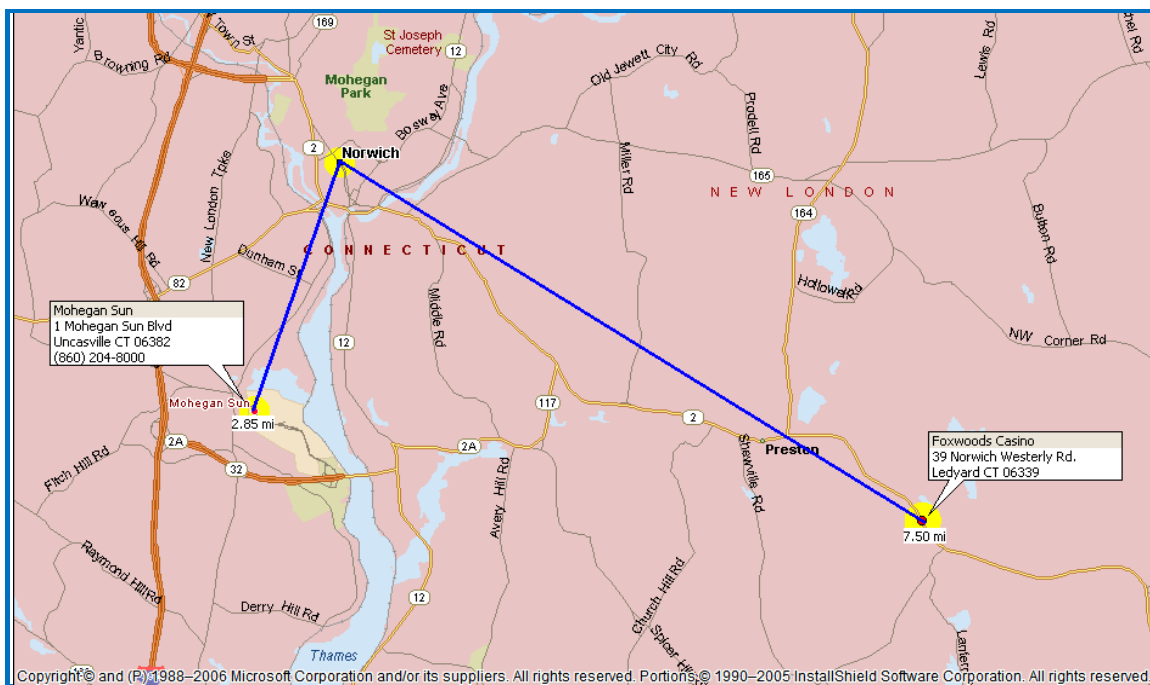 Yantic
Town St
169
12
St Joseph
Cemetery
Browning Rd
Mohegan
Park
Old Jewett City Rd
Lewis Rd
Boswell Ave
Prodell Rd
2
Norwich
Miller Rd
165
NEW LONDON
New London Tpke
Wawecus Hill Rd
164
Button Rd
CONNECTICUT
Dunham St
82
Hollowell Rd
Middle Rd
Mohegan Sun
1 Mohegan Sun Blvd
Uncasville CT 06382
(860) 204-8000
12
NW Corner Rd
Mohegan Sun
2.85 mi
117
2
2A
2A
Preston
Foxwoods Casino
39 Norwich Westerly Rd.
Ledyard CT 06339
Fitch Hill Rd
32
Avery Hill Rd
Shewville Rd
7.50 mi
Raymond Hill Rd
Church Hill Rd
12
Derry Hill Rd
Thames
Copyright © and (P) 1988–2006 Microsoft Corporation and/or its suppliers. All rights reserved. Portions © 1990–2005 InstallShield Software Corporation. All rights reserved.